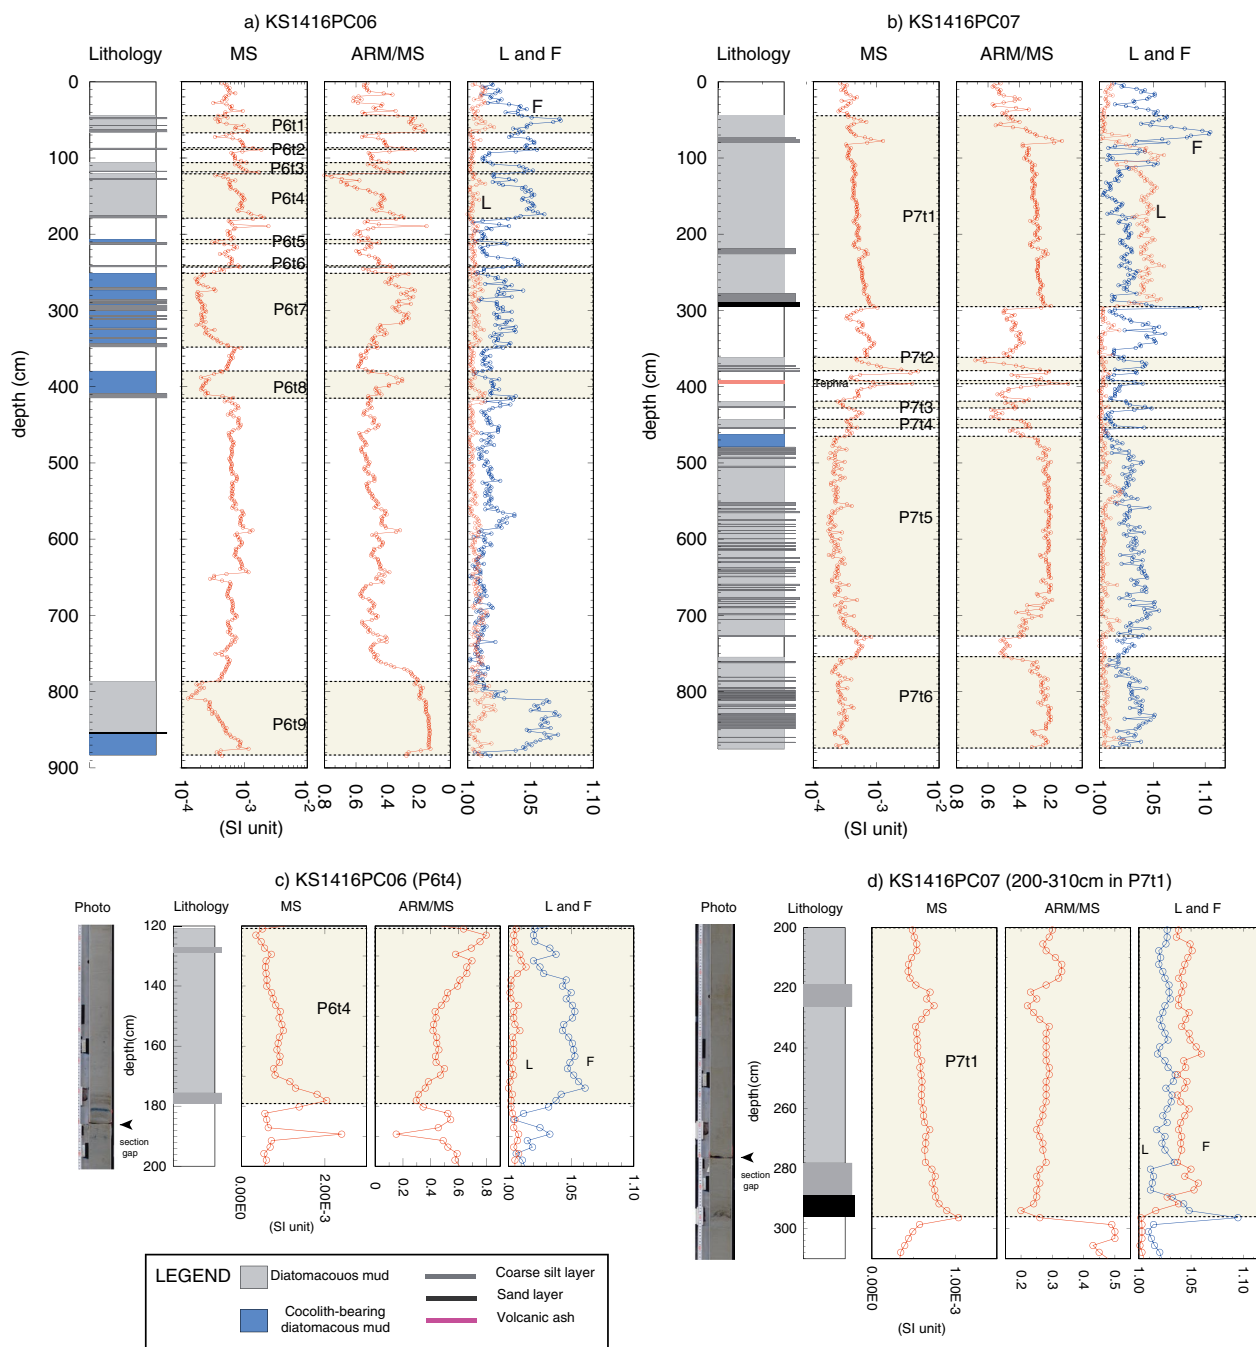 a) KS1416PC06
Lithology MS ARM/MS L and F
0
100
200
300
400
500
600
700
800
900
depth (cm)
P6t1
P6t2
P6t3
P6t4
P6t5
P6t6
P6t7
P6t8
P6t9
F
L
10-4 10-3 10-2
(SI unit)
0.8 0.6 0.4 0.2 0
1.00 1.05 1.10
b) KS1416PC07
Lithology MS ARM/MS L and F
0
100
200
300
400
500
600
700
800
900
depth (cm)
P7t1
P7t2
Tephra
P7t3
P7t4
P7t5
P7t6
F
L
10-4 10-3 10-2
(SI unit)
0.8 0.6 0.4 0.2 0
1.00 1.05 1.10
c) KS1416PC06 (P6t4)
Photo Lithology MS ARM/MS L and F
120
140
160
180
200
depth(cm)
section
gap
P6t4
L F
0.00E0 2.00E-3
(SI unit)
0 0.2 0.4 0.6 0.8
1.00 1.05 1.10
d) KS1416PC07 (200-310cm in P7t1)
Photo Lithology MS ARM/MS L and F
200
220
240
260
280
300
depth(cm)
section
gap
P7t1
L F
0.00E0 1.00E-3
(SI unit)
0.2 0.3 0.4 0.5
1.00 1.05 1.10
LEGEND
Diatomacouos mud
Cocolith-bearing
diatomacous mud
Coarse silt layer
Sand layer
Volcanic ash